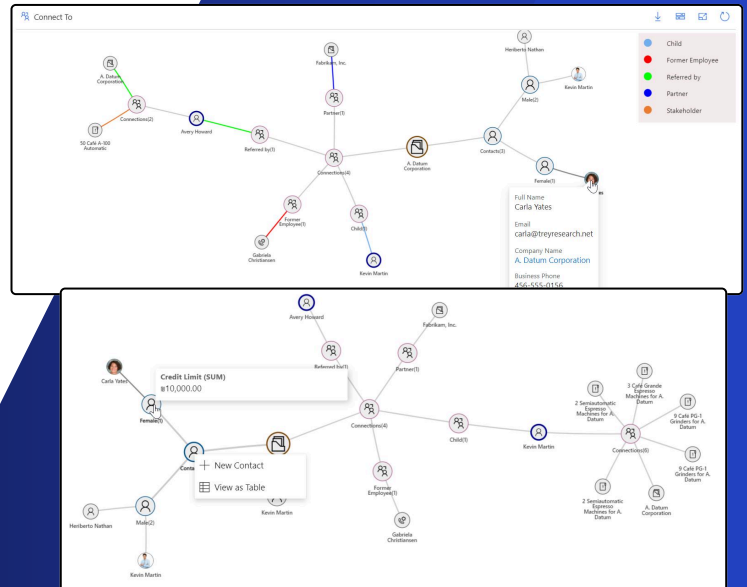 Connect To
Child
Former Employee
Referred by
Partner
Stakeholder
A. Datum
Corporation
Connections(2)
50 Café A-100
Automatic
Avery Howard
Referred by(1)
Fabrikam, Inc.
Partner(1)
Connections(4)
Former
Employee(1)
Gabriela
Christiansen
Child(1)
Kevin Martin
A. Datum
Corporation
Contacts(3)
Heriberto Nathan
Male(2)
Kevin Martin
Female(1)
Full Name
Carla Yates
Email
carla@treyresearch.net
Company Name
A. Datum Corporation
Business Phone
456-555-0156
Avery Howard
Fabrikam, Inc.
Referred by(1)
Partner(1)
Carla Yates
Credit Limit (SUM)
₪10,000.00
Female(1)
Connections(4)
Child(1)
Kevin Martin
Connections(6)
2 Semiautomatic
Espresso
Machines for A.
Datum
3 Café Grande
Espresso
Machines for A.
Datum
9 Café PG-1
Grinders for A.
Datum
9 Café PG-1
Grinders for A.
Datum
A. Datum
Corporation
2 Semiautomatic
Espresso
Machines for A.
Datum
New Contact
View as Table
Former
Employee(1)
Gabriela
Christiansen
Kevin Martin
Heriberto Nathan
Male(2)
Kevin Martin